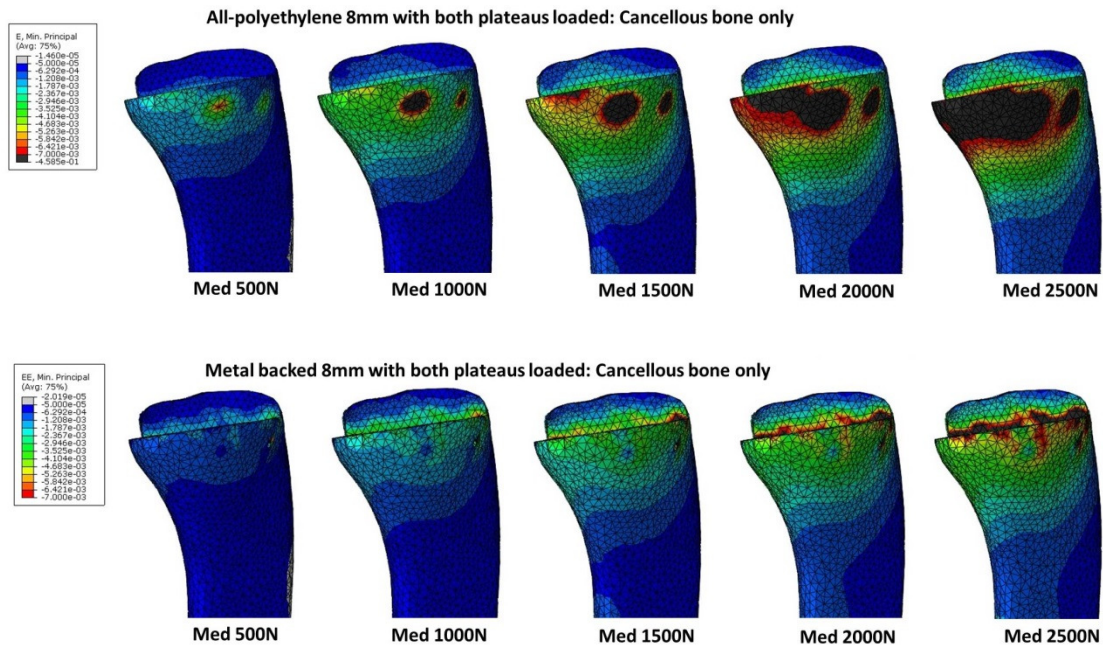 All-polyethylene 8mm with both plateaus loaded: Cancellous bone only
E, Min. Principal
(Avg: 75%)
-1.460e-05
-5.000e-05
-6.292e-04
-1.208e-03
-1.787e-03
-2.367e-03
-2.946e-03
-3.525e-03
-4.104e-03
-4.683e-03
-5.263e-03
-5.842e-03
-6.421e-03
-7.000e-03
-4.585e-01
Med 500N
Med 1000N
Med 1500N
Med 2000N
Med 2500N
Metal backed 8mm with both plateaus loaded: Cancellous bone only
EE, Min. Principal
(Avg: 75%)
-2.019e-05
-5.000e-05
-6.292e-04
-1.208e-03
-1.787e-03
-2.367e-03
-2.946e-03
-3.525e-03
-4.104e-03
-4.683e-03
-5.263e-03
-5.842e-03
-6.421e-03
-7.000e-03
Med 500N
Med 1000N
Med 1500N
Med 2000N
Med 2500N